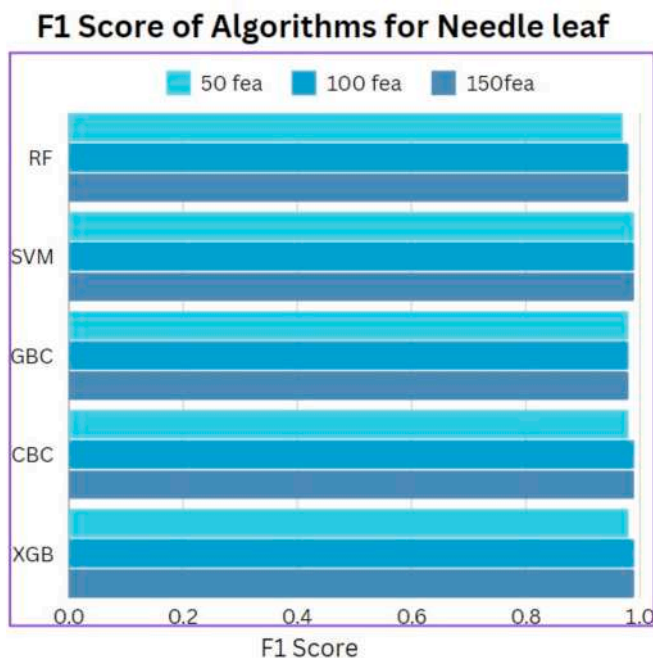 F1 Score of Algorithms for Needle leaf
50 fea 100 fea 150fea
RF
SVM
GBC
CBC
XGB
0.0 0.2 0.4 0.6 0.8 1.0
F1 Score